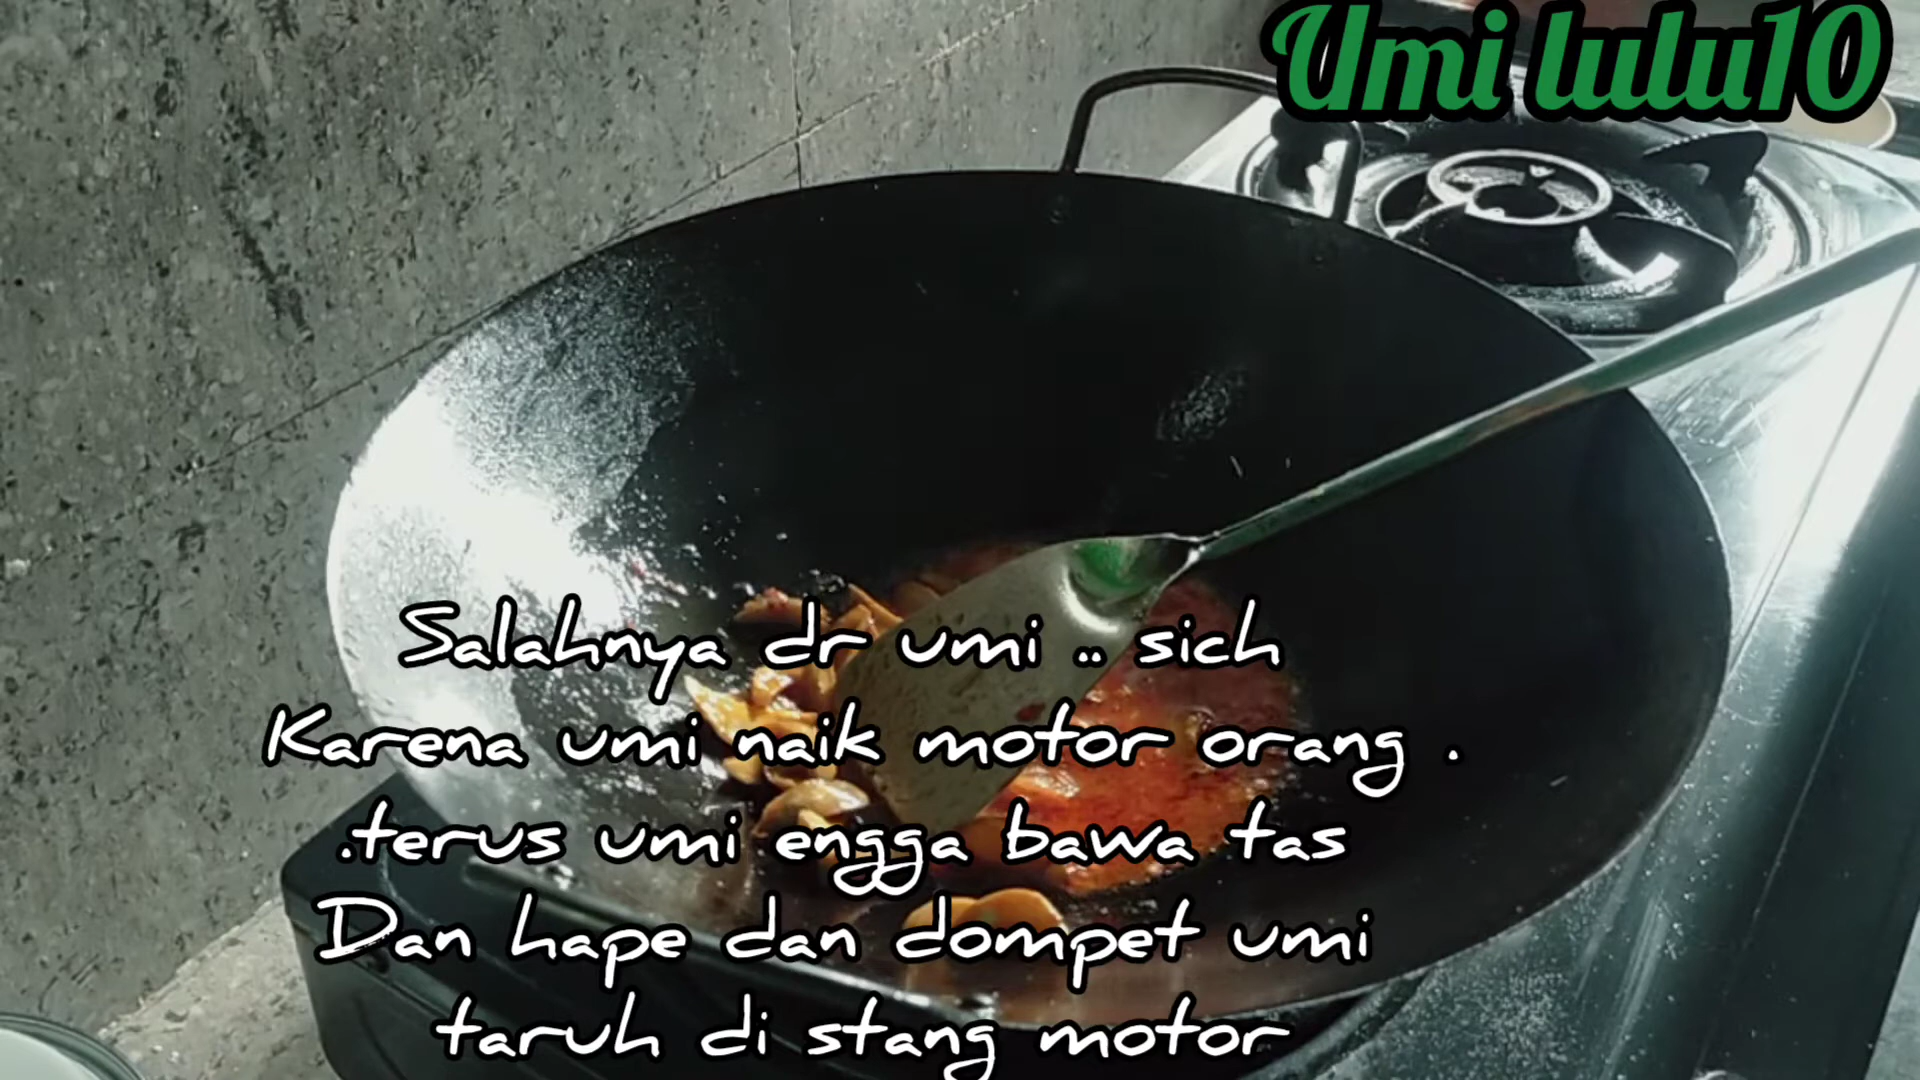 Umi lulu10
Salahnya dr umi .. sich
Karena umi naik motor orang .
.terus umi engga bawa tas
Dan hape dan dompet umi
taruh di stang motor